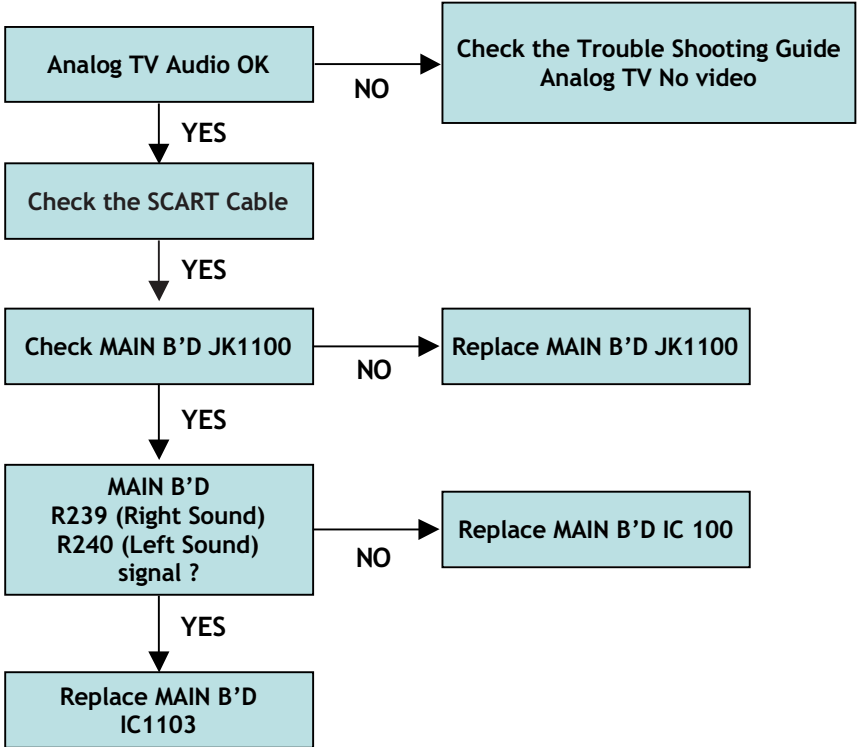 Analog TV Audio OK
NO
Check the Trouble Shooting Guide
Analog TV No video
YES
Check the SCART Cable
YES
Check MAIN B’D JK1100
NO
Replace MAIN B’D JK1100
YES
MAIN B’D
R239 (Right Sound)
R240 (Left Sound)
signal ?
NO
Replace MAIN B’D IC 100
YES
Replace MAIN B’D
IC1103